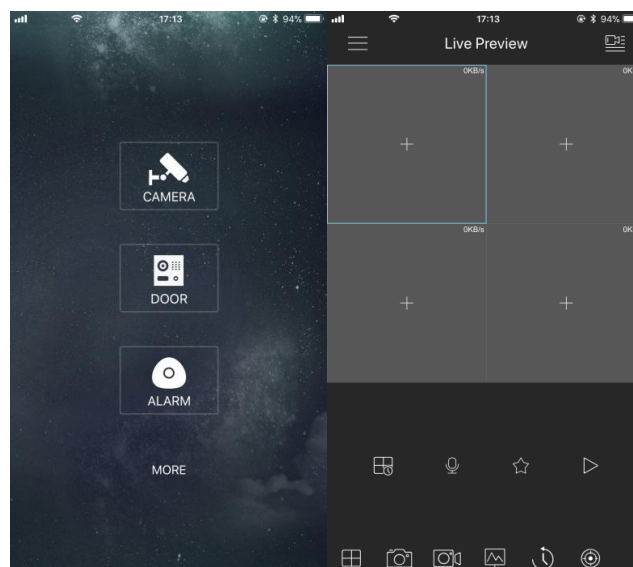 17:13
94%
CAMERA
DOOR
ALARM
MORE
17:13
94%
Live Preview
0KB/s
0K
0KB/s
0K